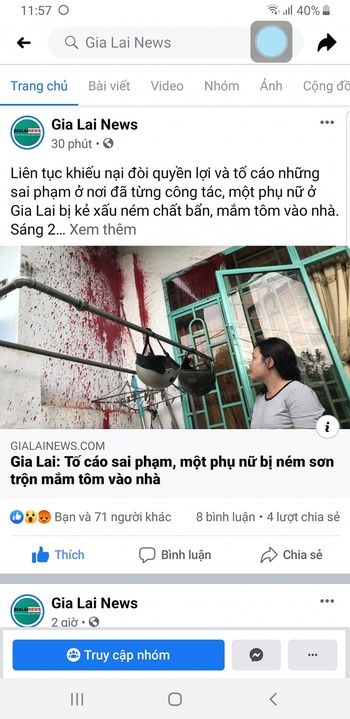 11:57
40%
Gia Lai News
Trang chủ Bài viết Video Nhóm Ảnh Cộng đồ
Gia Lai News
30 phút
Liên tục khiếu nại đòi quyền lợi và tố cáo những
sai phạm ở nơi đã từng công tác, một phụ nữ ở
Gia Lai bị kẻ xấu ném chất bẩn, mắm tôm vào nhà.
Sáng 2... Xem thêm
GIALAINEWS.COM
Gia Lai: Tố cáo sai phạm, một phụ nữ bị ném sơn
trộn mắm tôm vào nhà
Bạn và 71 người khác 8 bình luận • 4 lượt chia sẻ
Thích Bình luận Chia sẻ
Gia Lai News
2 giờ
Truy cập nhóm